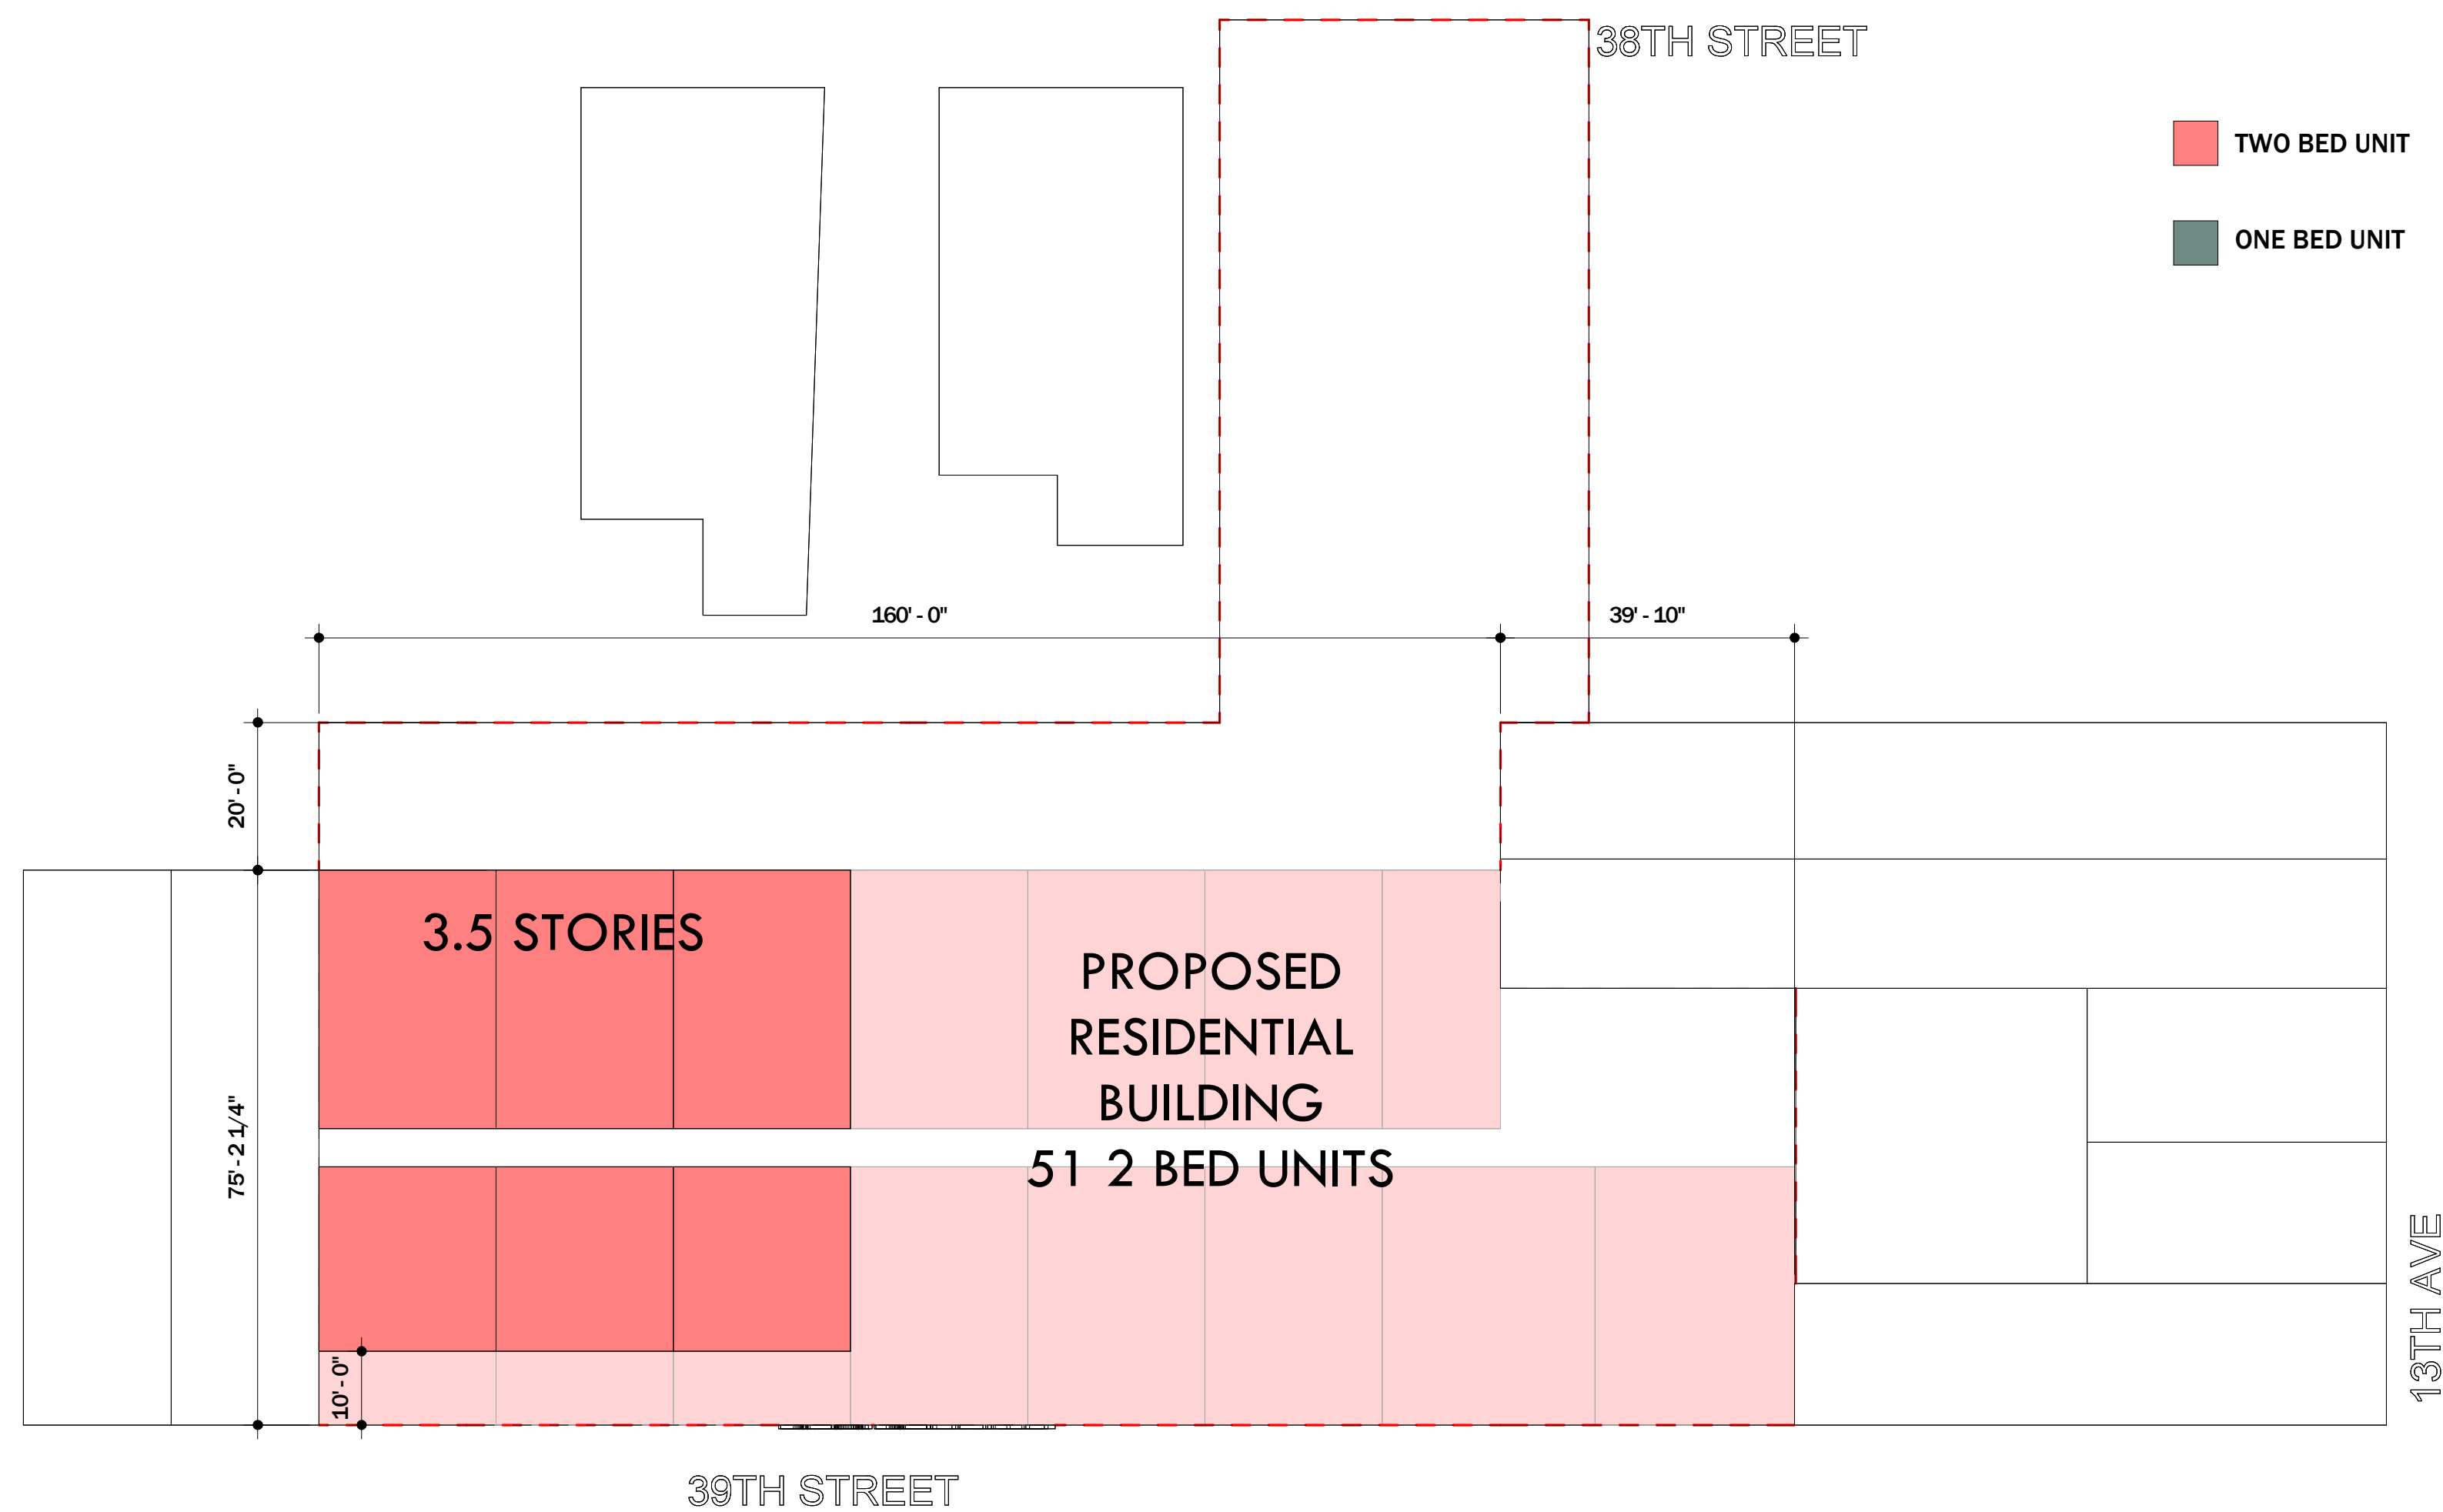 38TH STREET
TWO BED UNIT
ONE BED UNIT
160' - 0"
39' - 10"
20' - 0"
3.5 STORIES
PROPOSED
RESIDENTIAL
BUILDING
51 2 BED UNITS
75' - 2 1/4"
10' - 0"
13TH AVE
39TH STREET